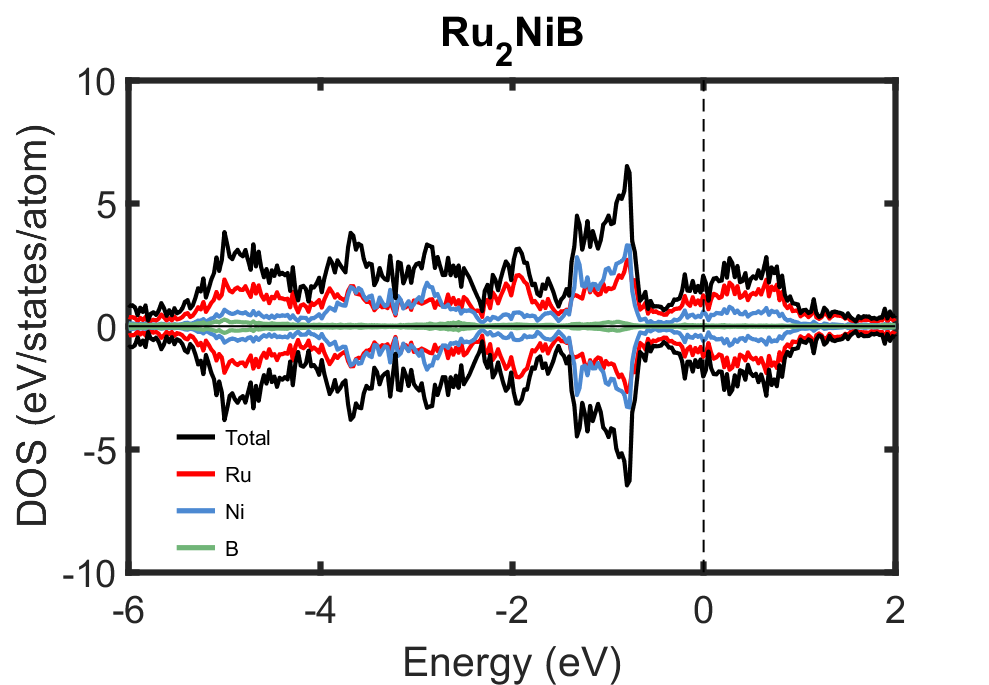 Ru₂NiB
10
5
0
-5
-10
DOS (eV/states/atom)
Total
Ru
Ni
B
-6 -4 -2 0 2
Energy (eV)